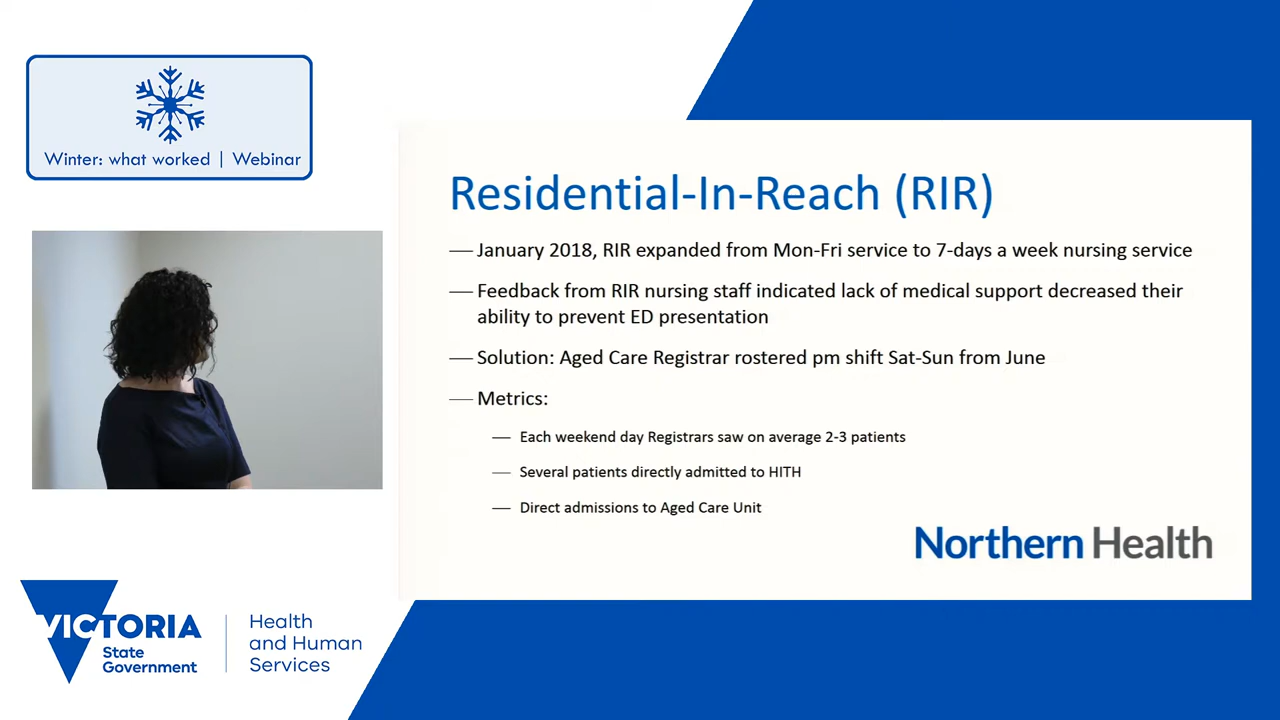 Winter: what worked | Webinar
Residential-In-Reach (RIR)
— January 2018, RIR expanded from Mon-Fri service to 7-days a week nursing service
— Feedback from RIR nursing staff indicated lack of medical support decreased their
ability to prevent ED presentation
— Solution: Aged Care Registrar rostered pm shift Sat-Sun from June
— Metrics:
— Each weekend day Registrars saw on average 2-3 patients
— Several patients directly admitted to HITH
— Direct admissions to Aged Care Unit
Northern Health
VICTORIA
State
Government
Health
and Human
Services